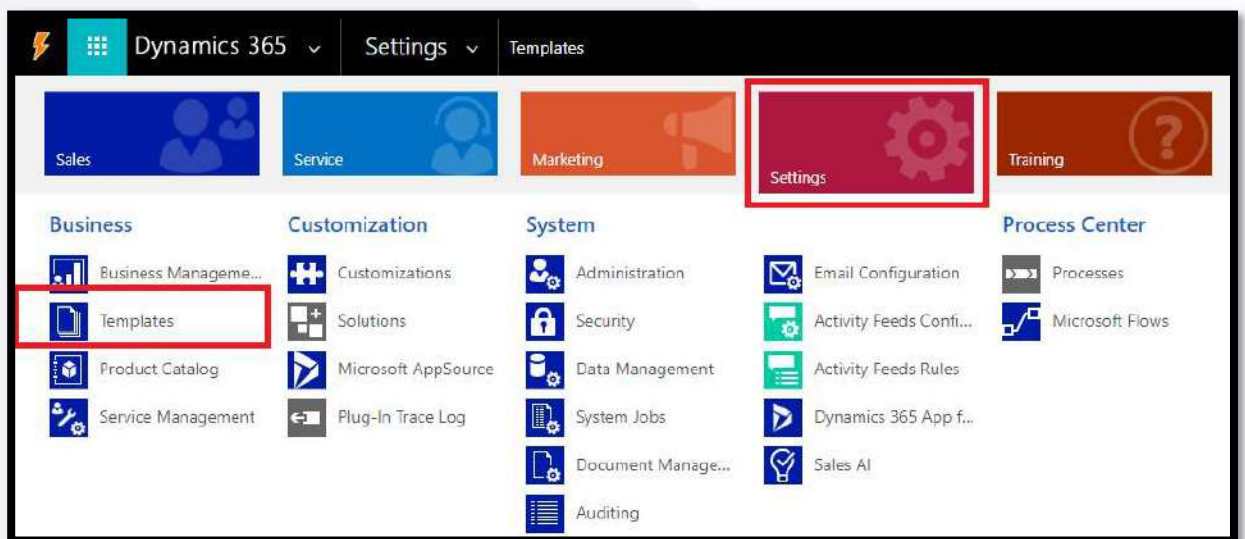 Dynamics 365 Settings Templates
Sales Service Marketing Settings Training
Business Customization System Process Center
Business Manageme... Customizations Administration Email Configuration Processes
Templates Solutions Security Activity Feeds Confi... Microsoft Flows
Product Catalog Microsoft AppSource Data Management Activity Feeds Rules
Service Management Plug-In Trace Log System Jobs Dynamics 365 App f...
Document Manage... Sales AI
Auditing